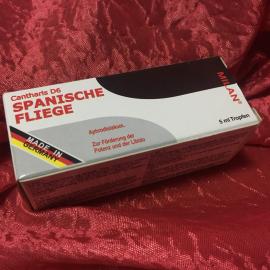 Cantharis D6
SPANISCHE
FLIEGE
MADE IN
GERMANY
Aphrodisiakum.
Zur Förderung der
Potenz und der Libido
MILAN®
5 ml Tropfen